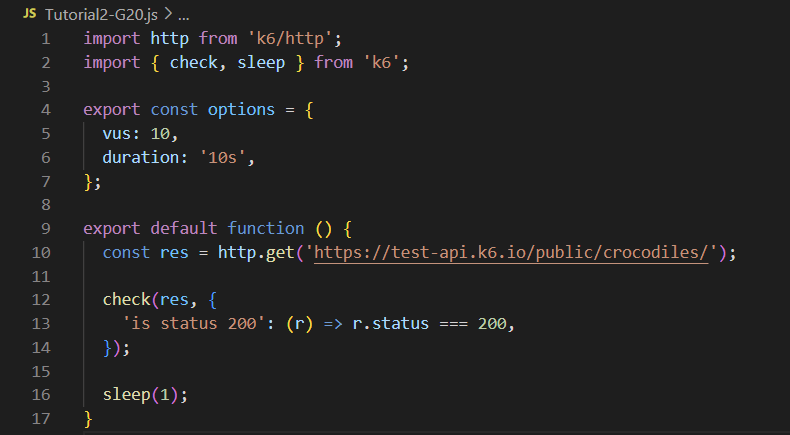 JS Tutorial2-G20.js > ...
1 import http from 'k6/http';
2 import { check, sleep } from 'k6';
3
4 export const options = {
5   vus: 10,
6   duration: '10s',
7 };
8
9 export default function () {
10   const res = http.get('https://test-api.k6.io/public/crocodiles/');
11
12   check(res, {
13     'is status 200': (r) => r.status === 200,
14   });
15
16   sleep(1);
17 }